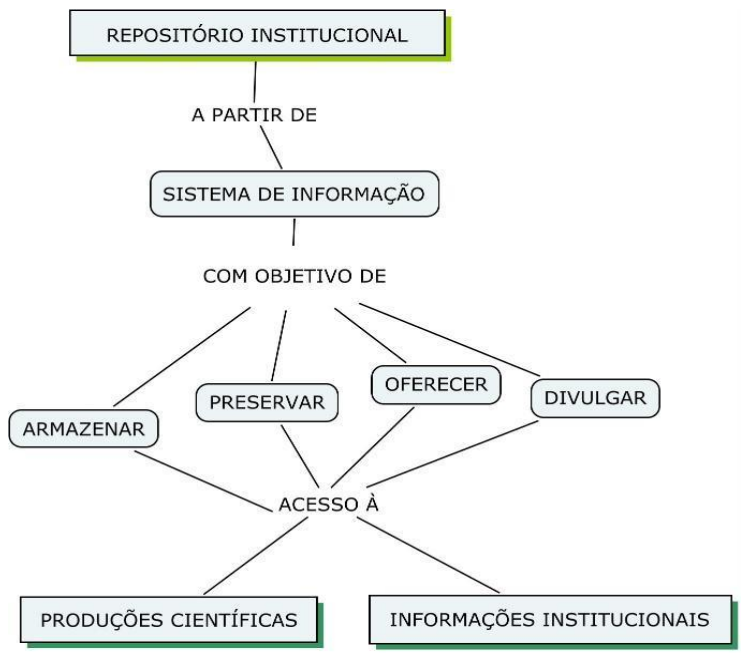 REPOSITÓRIO INSTITUCIONAL
A PARTIR DE
SISTEMA DE INFORMAÇÃO
COM OBJETIVO DE
ARMAZENAR
PRESERVAR
OFERECER
DIVULGAR
ACESSO À
PRODUÇÕES CIENTÍFICAS
INFORMAÇÕES INSTITUCIONAIS